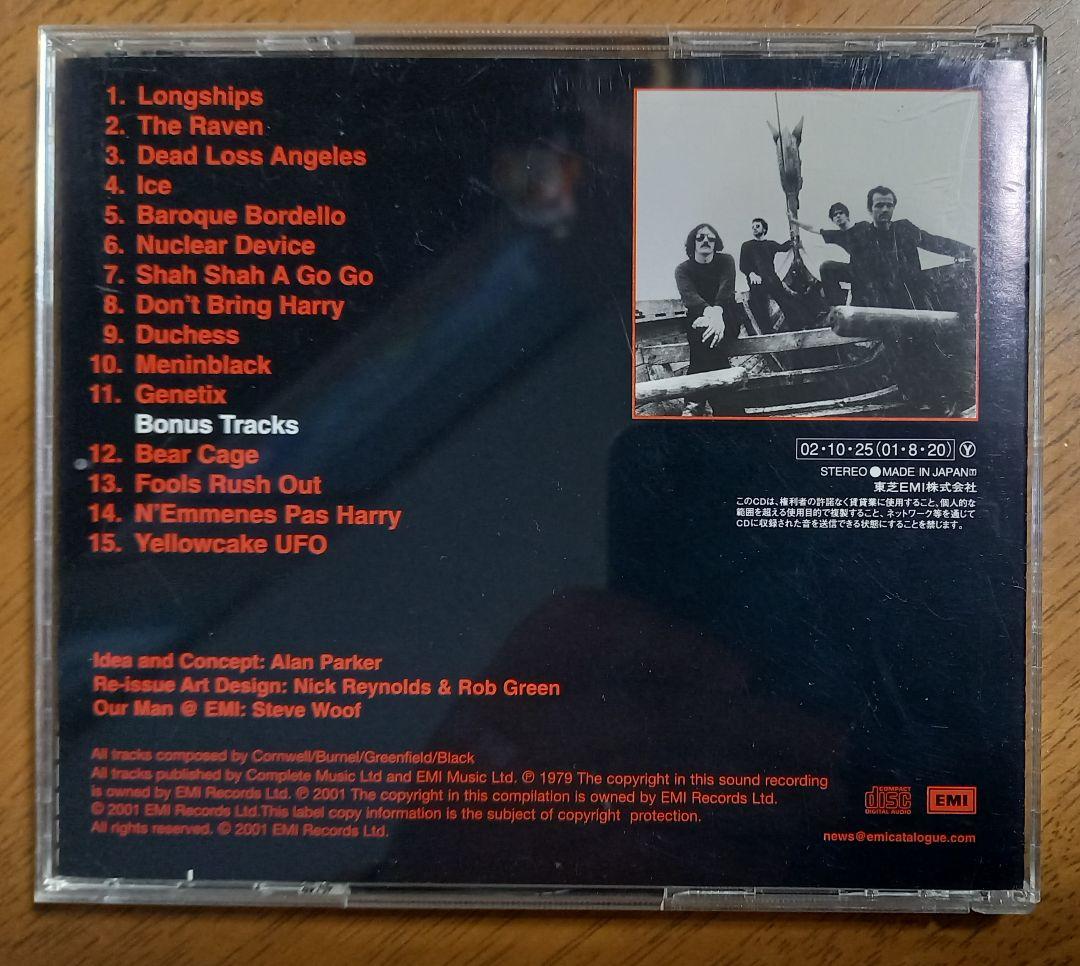 1. Longships
2. The Raven
3. Dead Loss Angeles
4. Ice
5. Baroque Bordello
6. Nuclear Device
7. Shah Shah A Go Go
8. Don't Bring Harry
9. Duchess
10. Meninblack
11. Genetix
Bonus Tracks
12. Bear Cage
13. Fools Rush Out
14. N'Emmenes Pas Harry
15. Yellowcake UFO
02・10・25(01・8・20) Ⓨ
STEREO ●MADE IN JAPAN
東芝EMI株式会社
このCDは、権利者の許諾なく賃貸業に使用すること、個人的な
範囲を超える使用目的で複製すること、ネットワーク等を通じて
CDに収録された音を送信できる状態にすることを禁じます。
Idea and Concept: Alan Parker
Re-issue Art Design: Nick Reynolds & Rob Green
Our Man @ EMI: Steve Woof
All tracks composed by Cornwell/Burnel/Greenfield/Black
All tracks published by Complete Music Ltd and EMI Music Ltd. ℗ 1979 The copyright in this sound recording
is owned by EMI Records Ltd. ℗ 2001 The copyright in this compilation is owned by EMI Records Ltd.
© 2001 EMI Records Ltd.This label copy information is the subject of copyright protection.
All rights reserved. © 2001 EMI Records Ltd.
COMPACT
disc
DIGITAL AUDIO
EMI
news@emicatalogue.com